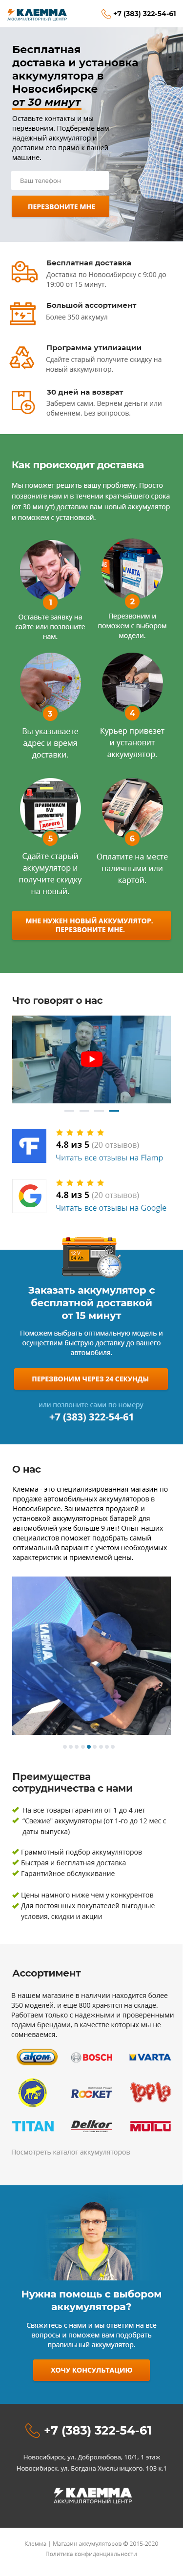 КЛЕММА
АККУМУЛЯТОРНЫЙ ЦЕНТР
+7 (383) 322-54-61
Бесплатная
доставка и установка
аккумулятора в
Новосибирске
от 30 минут
Оставьте контакты и мы
перезвоним. Подберем вам
надежный аккумулятор и
доставим его прямо к вашей
машине.
Ваш телефон
ПЕРЕЗВОНИТЕ МНЕ
Бесплатная доставка
Доставка по Новосибирску с 9:00 до
19:00 от 15 минут.
Большой ассортимент
Более 350 аккумул
Программа утилизации
Сдайте старый получите скидку на
новый аккумулятор.
30 дней на возврат
Заберем сами. Вернем деньги или
обменяем. Без вопросов.
Как происходит доставка
Мы поможет решить вашу проблему. Просто
позвоните нам и в течении кратчайшего срока
(от 30 минут) доставим вам новый аккумулятор
и поможем с установкой.
1
Оставьте заявку на
сайте или позвоните
нам.
2
Перезвоним и
поможем с выбором
модели.
3
Вы указываете
адрес и время
доставки.
4
Курьер привезет
и установит
аккумулятор.
ПРИНИМАЕМ
Б/У
ДОРОГО
5
Сдайте старый
аккумулятор и
получите скидку
на новый.
6
Оплатите на месте
наличными или
картой.
МНЕ НУЖЕН НОВЫЙ АККУМУЛЯТОР.
ПЕРЕЗВОНИТЕ МНЕ.
Что говорят о нас
4.8 из 5 (20 отзывов)
Читать все отзывы на Flamp
4.8 из 5 (20 отзывов)
Читать все отзывы на Google
Заказать аккумулятор с
бесплатной доставкой
от 15 минут
Поможем выбрать оптимальную модель и
осуществим быструю доставку до вашего
автомобиля.
ПЕРЕЗВОНИМ ЧЕРЕЗ 24 СЕКУНДЫ
или позвоните сами по номеру
+7 (383) 322-54-61
О нас
Клемма - это специализированная магазин по
продаже автомобильных аккумуляторов в
Новосибирске. Занимается продажей и
установкой аккумуляторных батарей для
автомобилей уже больше 9 лет! Опыт наших
специалистов поможет подобрать самый
оптимальный вариант с учетом необходимых
характеристик и приемлемой цены.
Преимущества
сотрудничества с нами
На все товары гарантия от 1 до 4 лет
"Свежие" аккумуляторы (от 1-го до 12 мес с
даты выпуска)
Грамотный подбор аккумуляторов
Быстрая и бесплатная доставка
Гарантийное обслуживание
Цены намного ниже чем у конкурентов
Для постоянных покупателей выгодные
условия, скидки и акции
Ассортимент
В нашем магазине в наличии находится более
350 моделей, и еще 800 хранятся на складе.
Работаем только с надежными и проверенными
годами брендами, в качестве которых мы не
сомневаемся.
akom
BOSCH
VARTA
ROCKET
topla
TITAN
Delkor
MUTLU
Посмотреть каталог аккумуляторов
Нужна помощь с выбором
аккумулятора?
Свяжитесь с нами и мы ответим на все
вопросы и поможем вам подобрать
правильный аккумулятор.
ХОЧУ КОНСУЛЬТАЦИЮ
+7 (383) 322-54-61
Новосибирск, ул. Добролюбова, 10/1, 1 этаж
Новосибирск, ул. Богдана Хмельницкого, 103 к.1
КЛЕММА
АККУМУЛЯТОРНЫЙ ЦЕНТР
Клемма | Магазин аккумуляторов © 2015-2020
Политика конфиденциальности